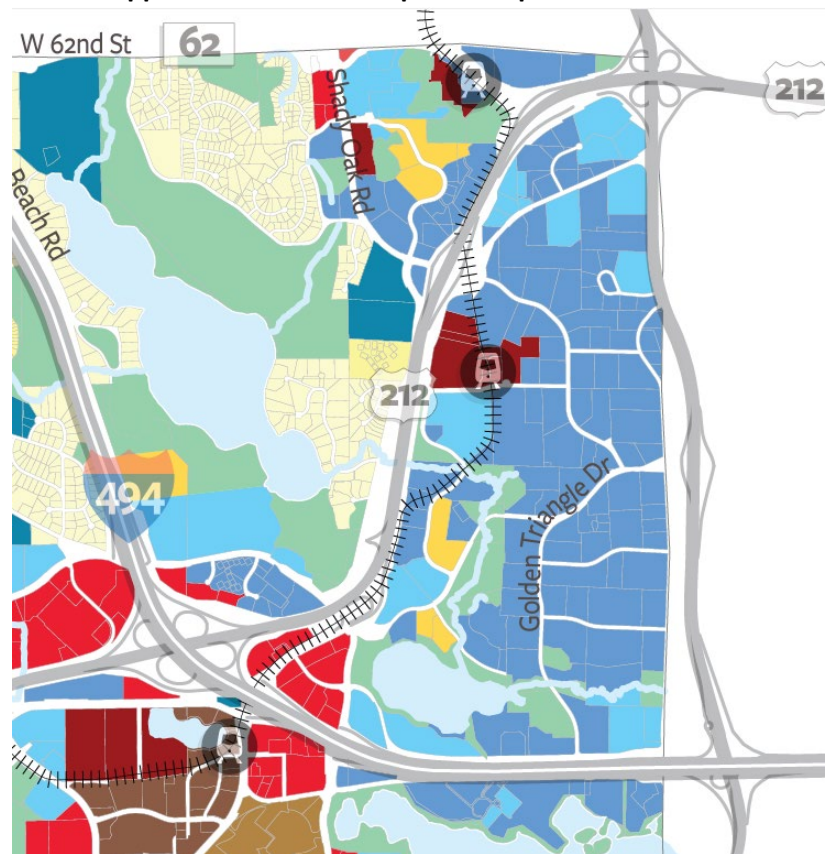 W 62nd St
62
212
Shady Oak Rd
Beach Rd
212
494
Golden Triangle Dr